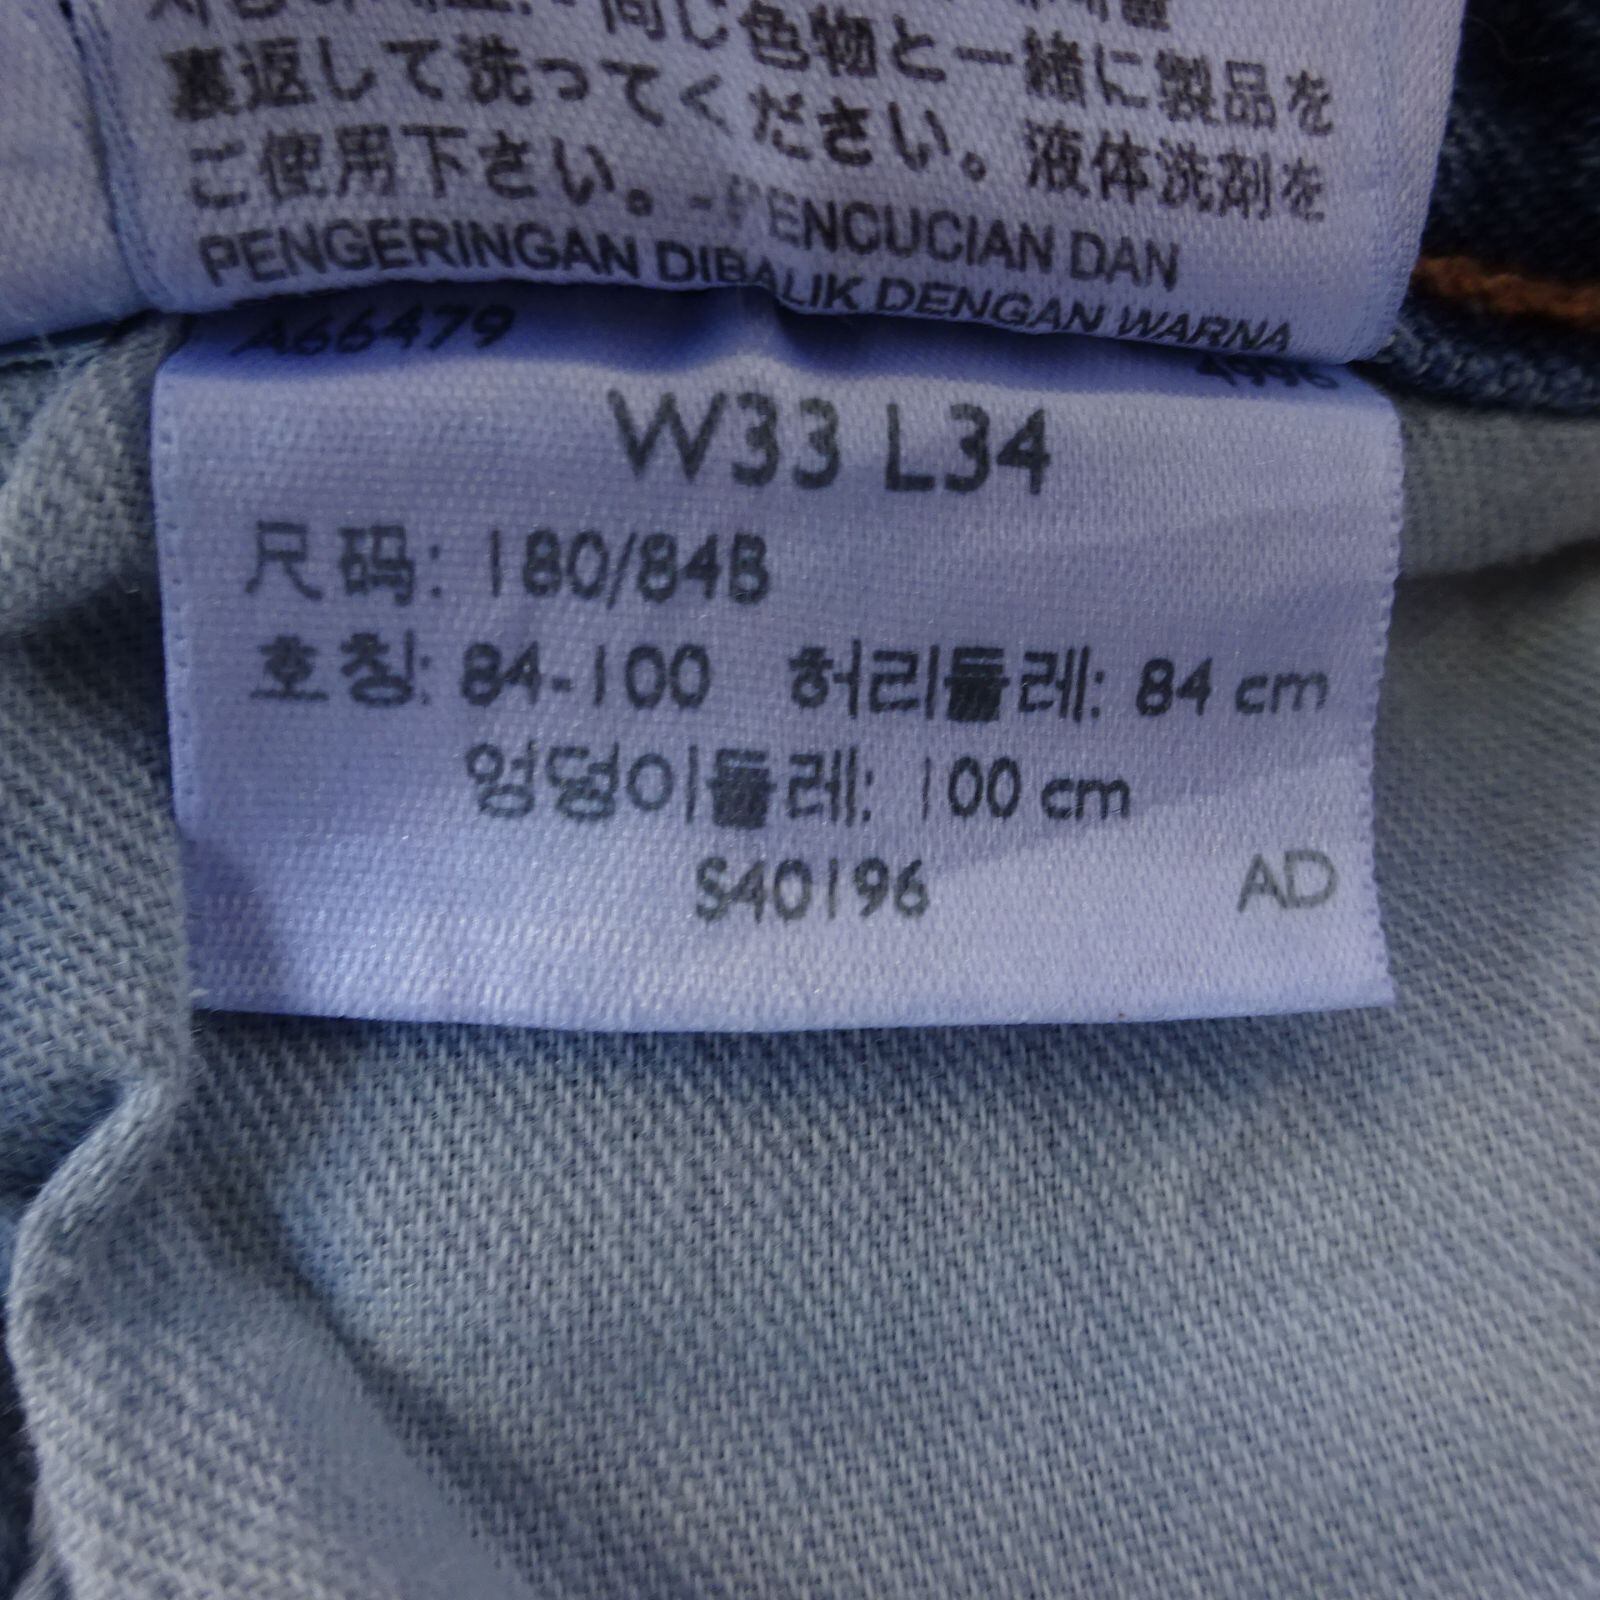 同じ色物と一緒に製品を
裏返して洗ってください。液体洗剤を
ご使用下さい。-PENCUCIAN DAN
PENGERINGAN DIBALIK DENGAN WARNA
A66479
4996
W33 L34
尺码: 180/84B
호칭: 84-100 허리둘레: 84 cm
엉덩이둘레: 100 cm
S40196 AD